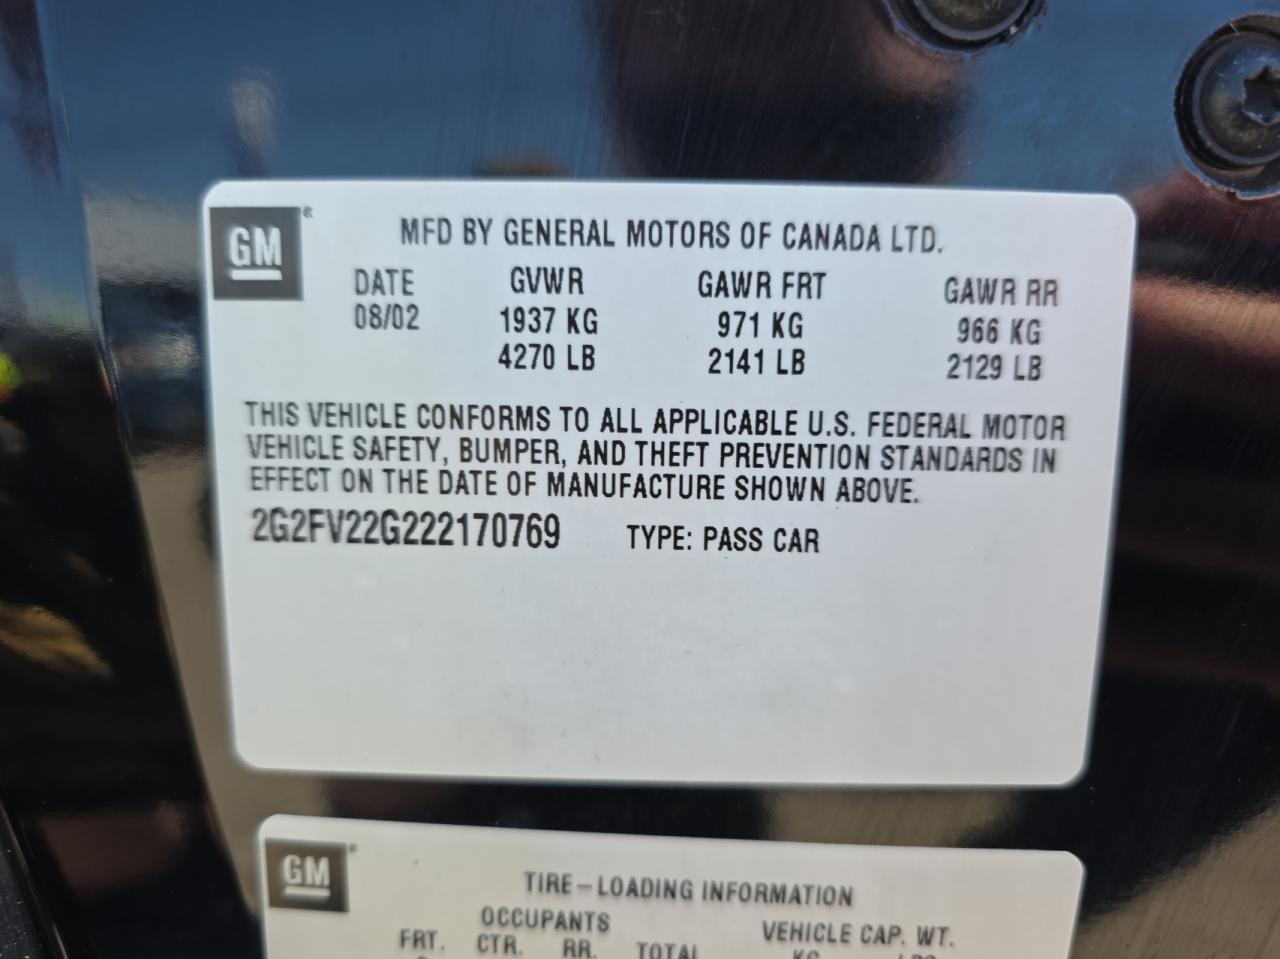 GM®
MFD BY GENERAL MOTORS OF CANADA LTD.
DATE GVWR GAWR FRT GAWR RR
08/02 1937 KG 971 KG 966 KG
4270 LB 2141 LB 2129 LB
THIS VEHICLE CONFORMS TO ALL APPLICABLE U.S. FEDERAL MOTOR
VEHICLE SAFETY, BUMPER, AND THEFT PREVENTION STANDARDS IN
EFFECT ON THE DATE OF MANUFACTURE SHOWN ABOVE.
2G2FV22G222170769 TYPE: PASS CAR
GM®
TIRE-LOADING INFORMATION
OCCUPANTS VEHICLE CAP. WT.
FRT. CTR. RR. TOTAL KG LBS